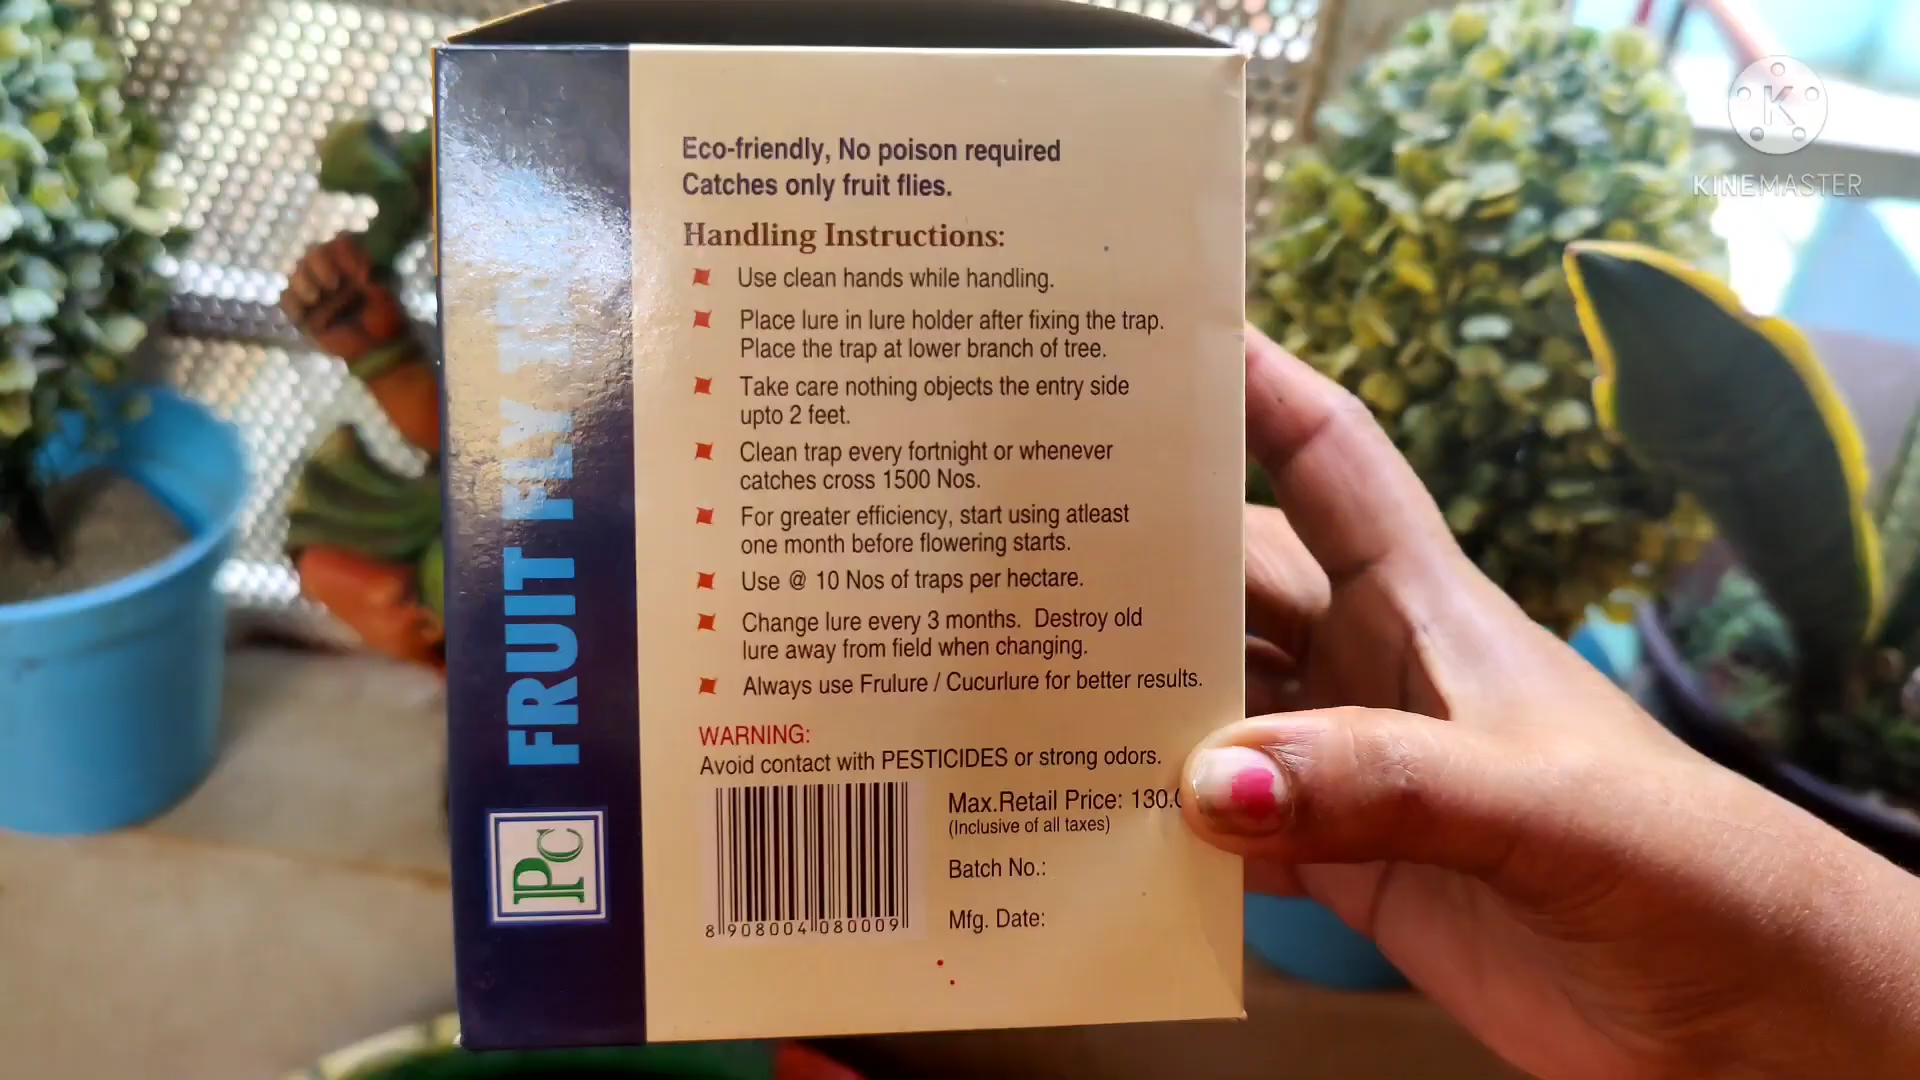 Eco-friendly, No poison required
Catches only fruit flies.
Handling Instructions:
Use clean hands while handling.
Place lure in lure holder after fixing the trap.
Place the trap at lower branch of tree.
Take care nothing objects the entry side
upto 2 feet.
Clean trap every fortnight or whenever
catches cross 1500 Nos.
For greater efficiency, start using atleast
one month before flowering starts.
Use @ 10 Nos of traps per hectare.
Change lure every 3 months. Destroy old
lure away from field when changing.
Always use Frulure / Cucurlure for better results.
WARNING:
Avoid contact with PESTICIDES or strong odors.
Max.Retail Price: 130.
(Inclusive of all taxes)
Batch No.:
Mfg. Date:
8 908004 080009
FRUIT FLY
PC
K
KINEMASTER